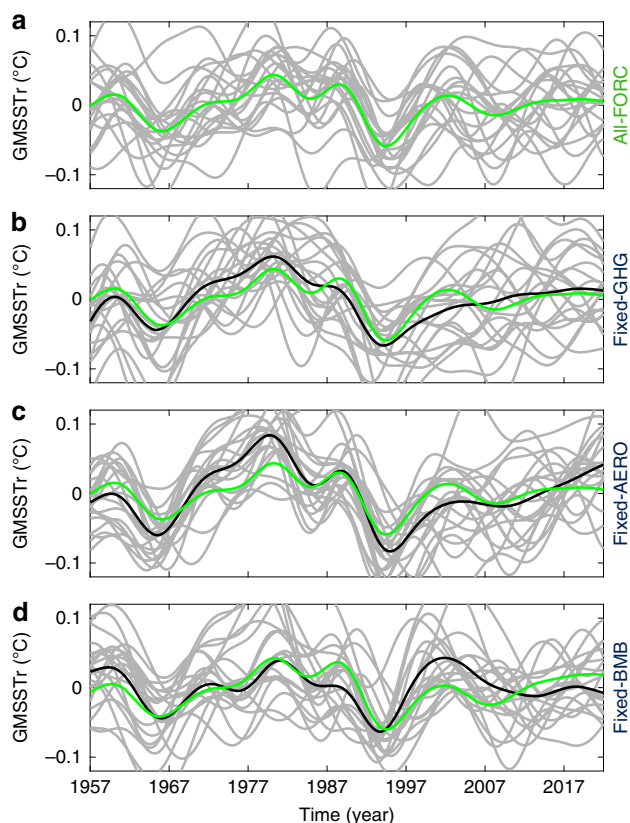 a
0.1
0
−0.1
GMSSTr (°C)
All-FORC
b
0.1
0
−0.1
GMSSTr (°C)
Fixed-GHG
c
0.1
0
−0.1
GMSSTr (°C)
Fixed-AERO
d
0.1
0
−0.1
GMSSTr (°C)
Fixed-BMB
1957 1967 1977 1987 1997 2007 2017
Time (year)